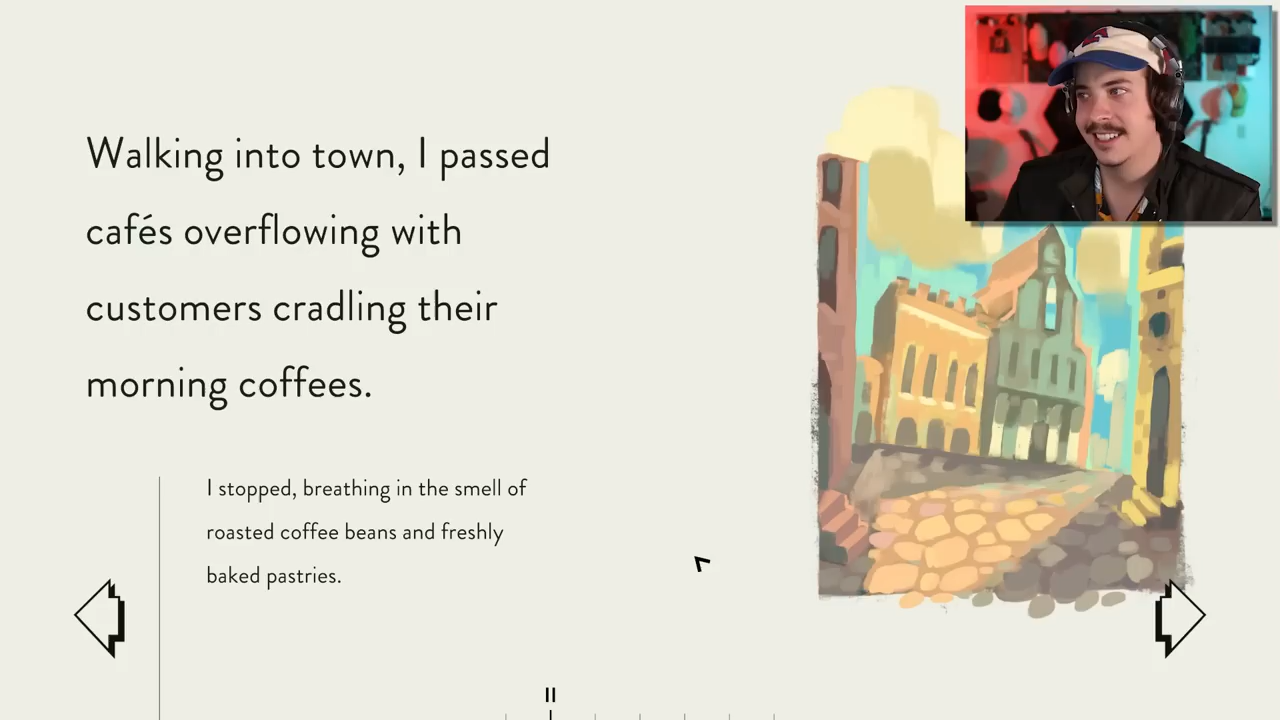 Walking into town, I passed
cafés overflowing with
customers cradling their
morning coffees.
I stopped, breathing in the smell of
roasted coffee beans and freshly
baked pastries.
II